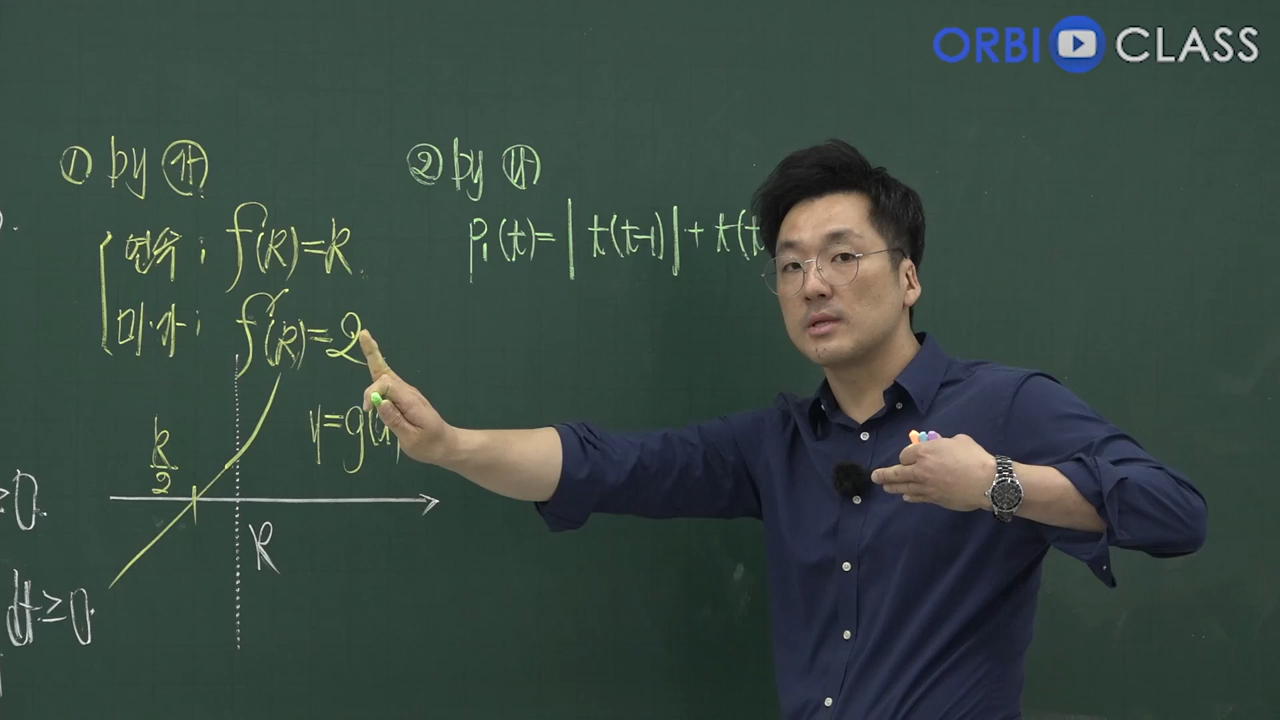 ORBI CLASS
① by ㉮
연속 ; f(k)=k
미·가 ; f'(k)=2
y=g(x)
k/2
k
≥0
dt≥0.
② by ㉯
p₁(t)=|t(t-1)|+t(t